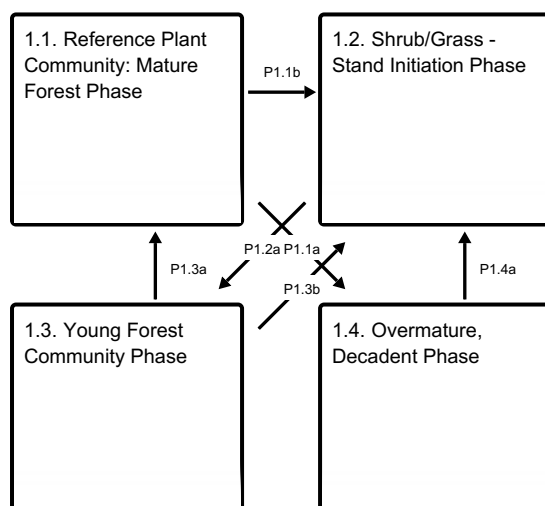 1.1. Reference Plant
Community: Mature
Forest Phase
P1.1b
1.2. Shrub/Grass -
Stand Initiation Phase
P1.2a
P1.1a
P1.3a
P1.4a
P1.3b
1.3. Young Forest
Community Phase
1.4. Overmature,
Decadent Phase